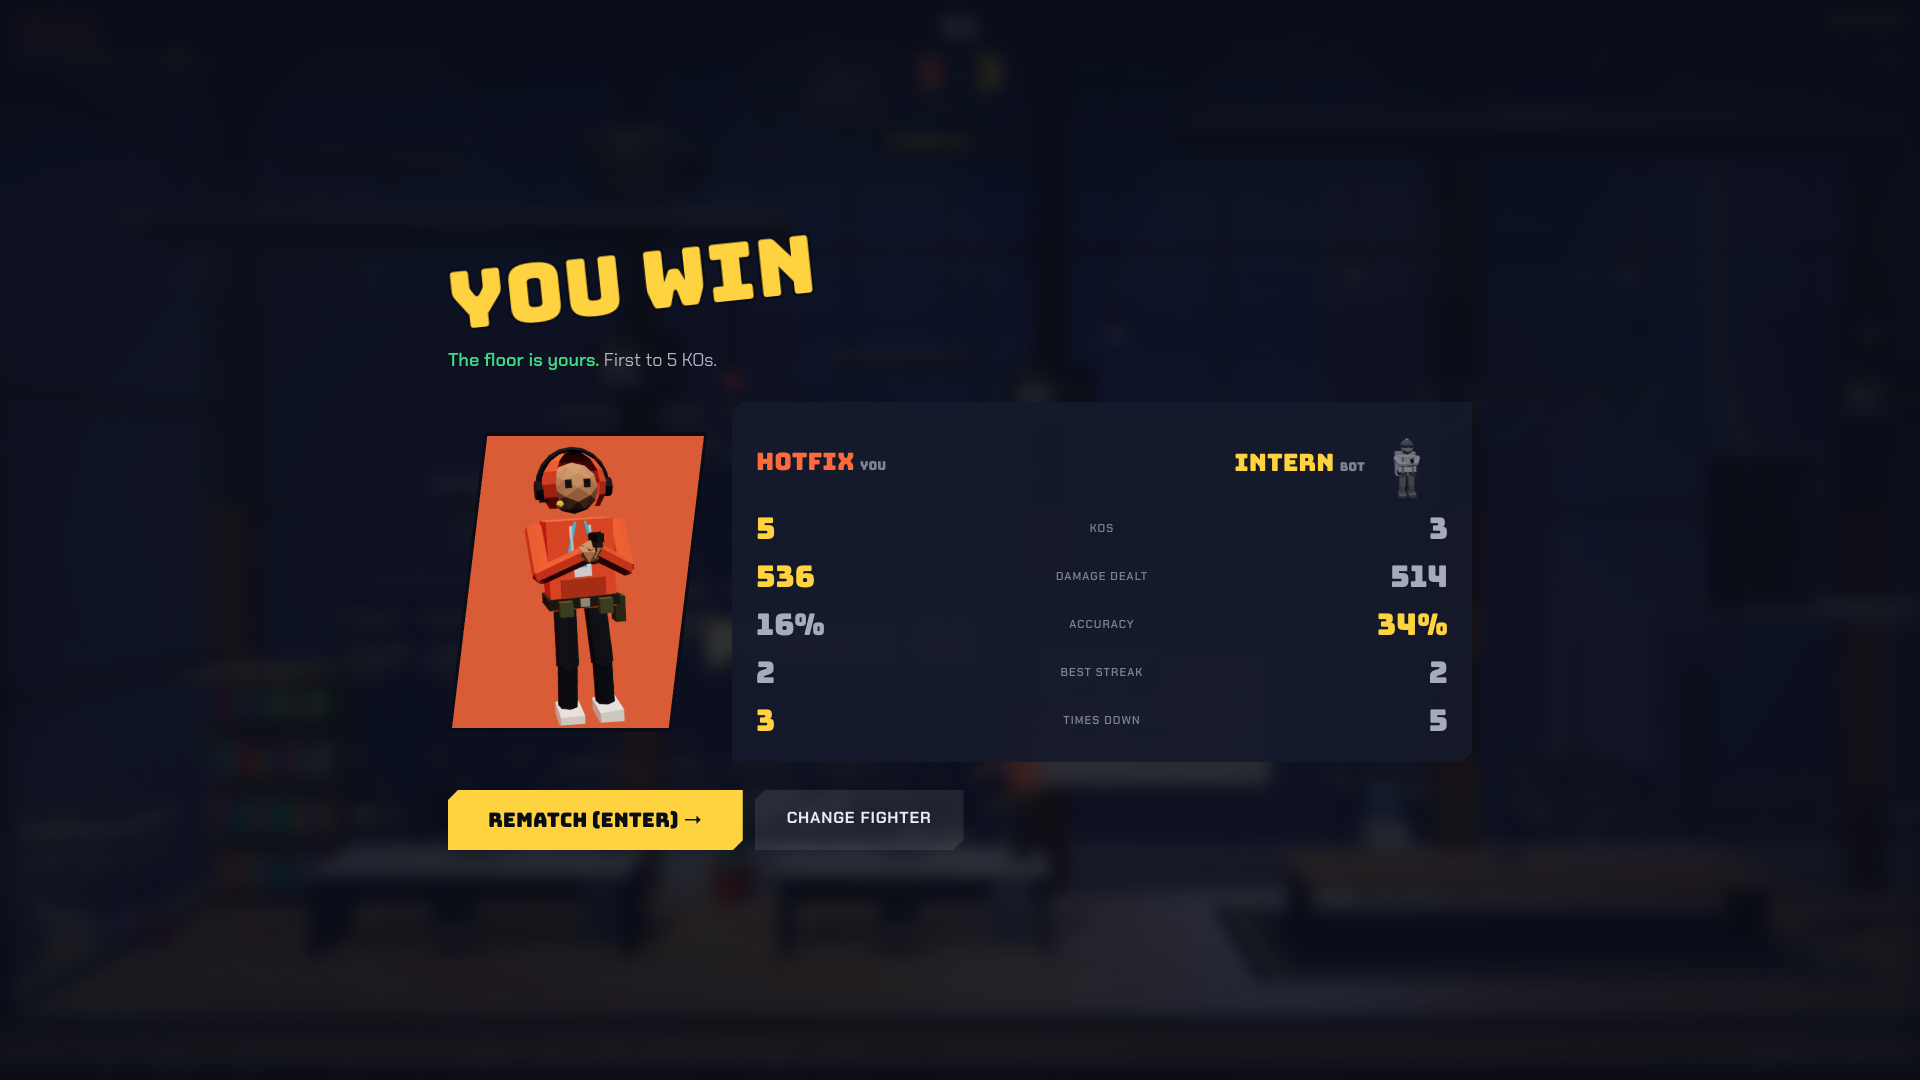 YOU WIN
The floor is yours. First to 5 KOs.
HOTFIX YOU
INTERN BOT
5 KOS 3
536 DAMAGE DEALT 514
16% ACCURACY 34%
2 BEST STREAK 2
3 TIMES DOWN 5
REMATCH (ENTER) →
CHANGE FIGHTER